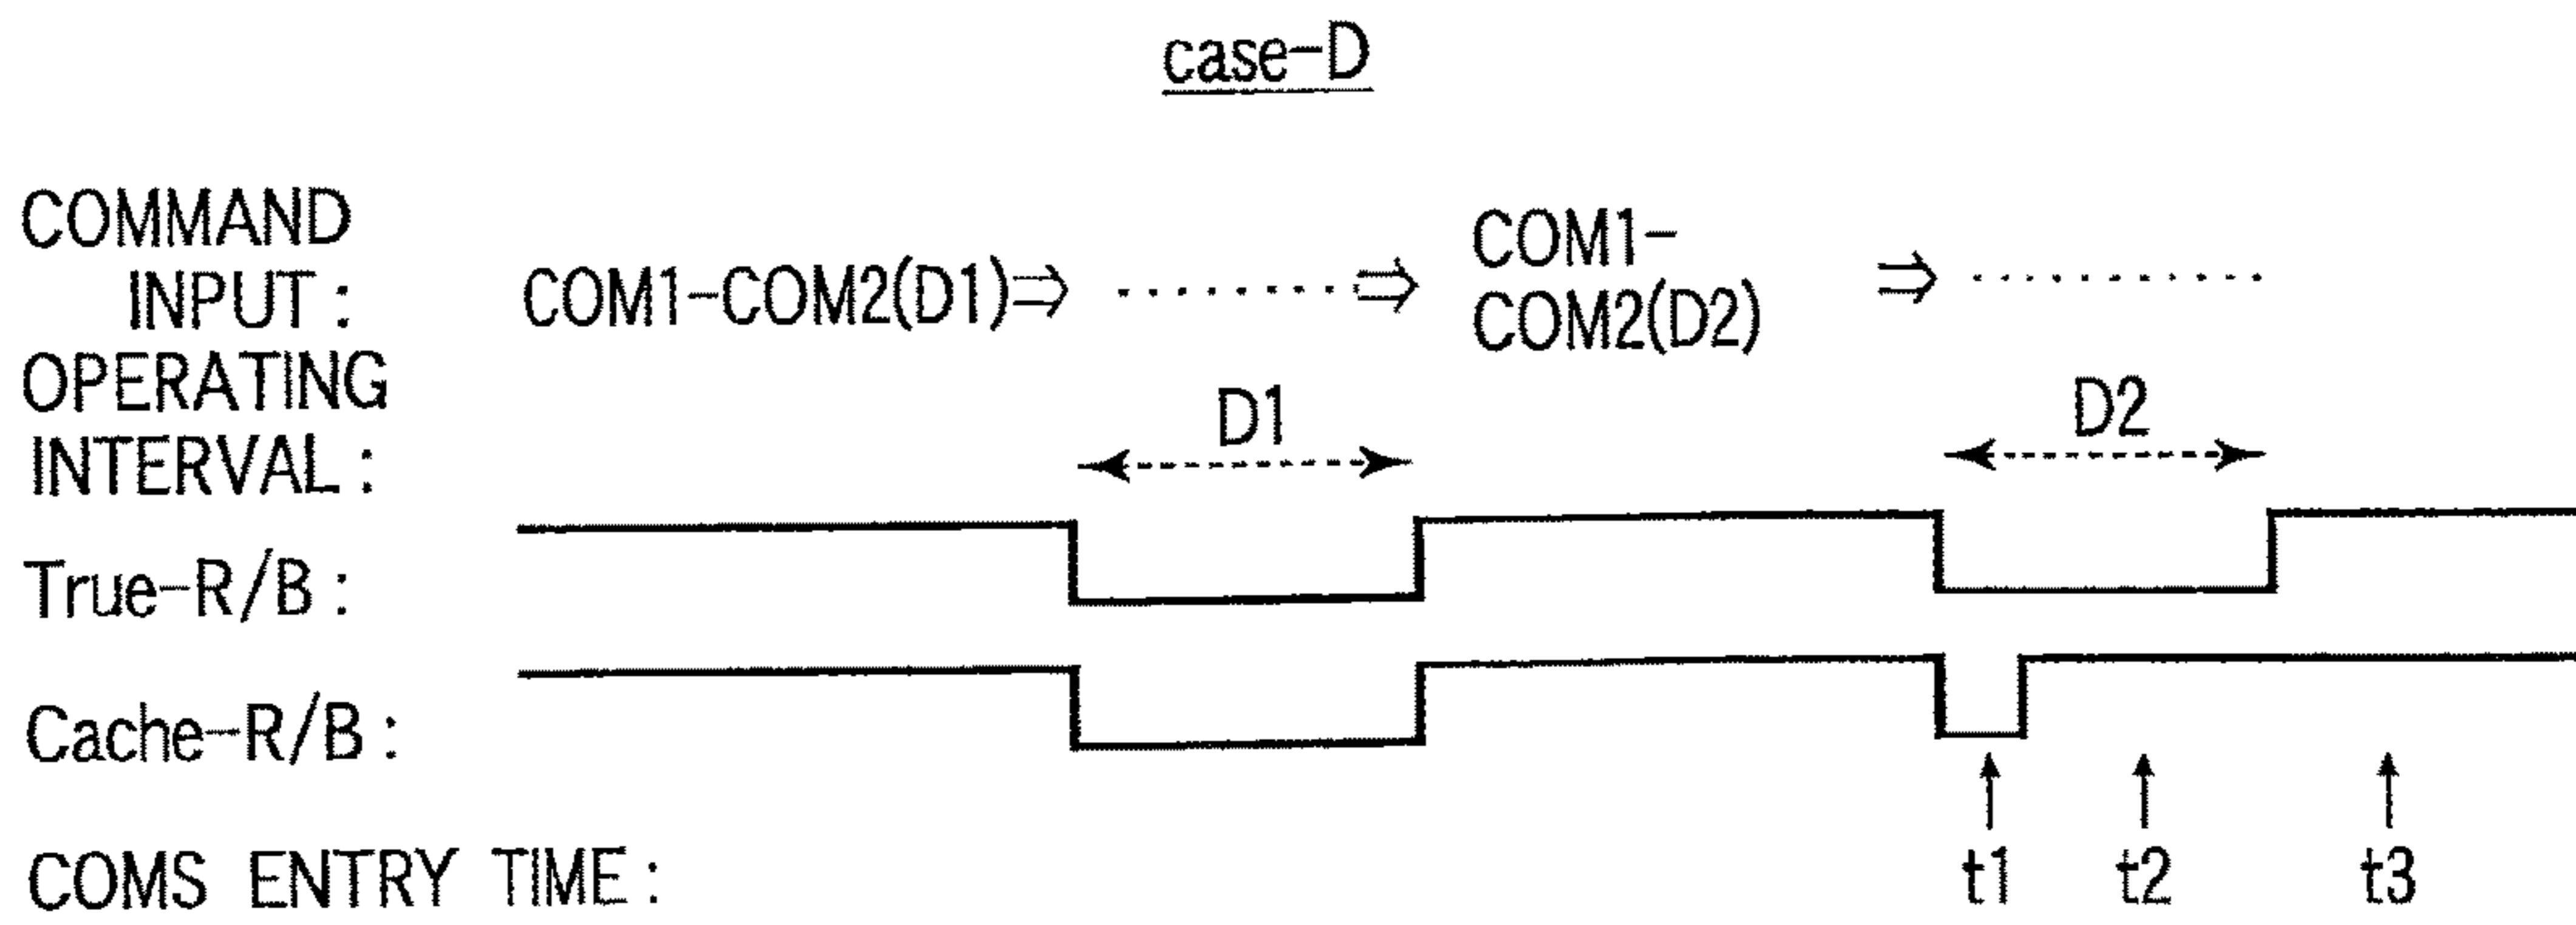 case-D
COMMAND
INPUT :
COM1-COM2(D1)⇒ ········⇒
COM1-
COM2(D2)
⇒ ··········
OPERATING
INTERVAL :
D1
D2
True-R/B :
Cache-R/B :
COMS ENTRY TIME :
t1
t2
t3